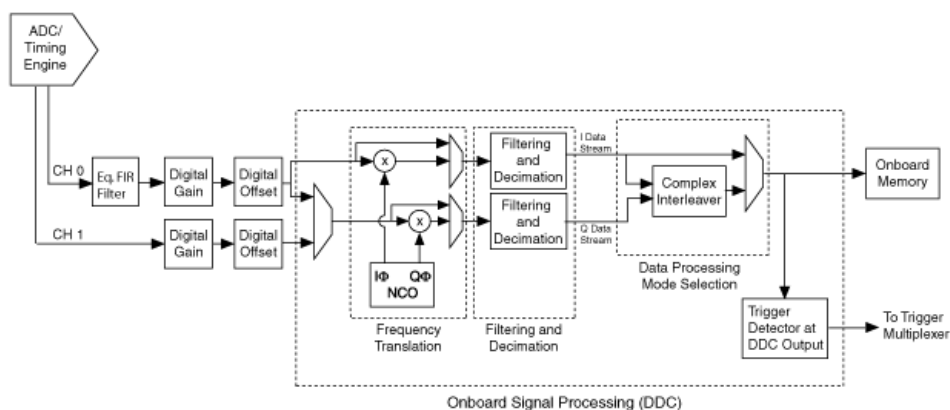 ADC/
Timing
Engine
CH 0
Eq. FIR
Filter
Digital
Gain
Digital
Offset
CH 1
Digital
Gain
Digital
Offset
x
x
IΦ QΦ
NCO
Frequency
Translation
Filtering
and
Decimation
Filtering
and
Decimation
Filtering and
Decimation
I Data
Stream
Q Data
Stream
Complex
Interleaver
Data Processing
Mode Selection
Onboard
Memory
Trigger
Detector at
DDC Output
To Trigger
Multiplexer
Onboard Signal Processing (DDC)